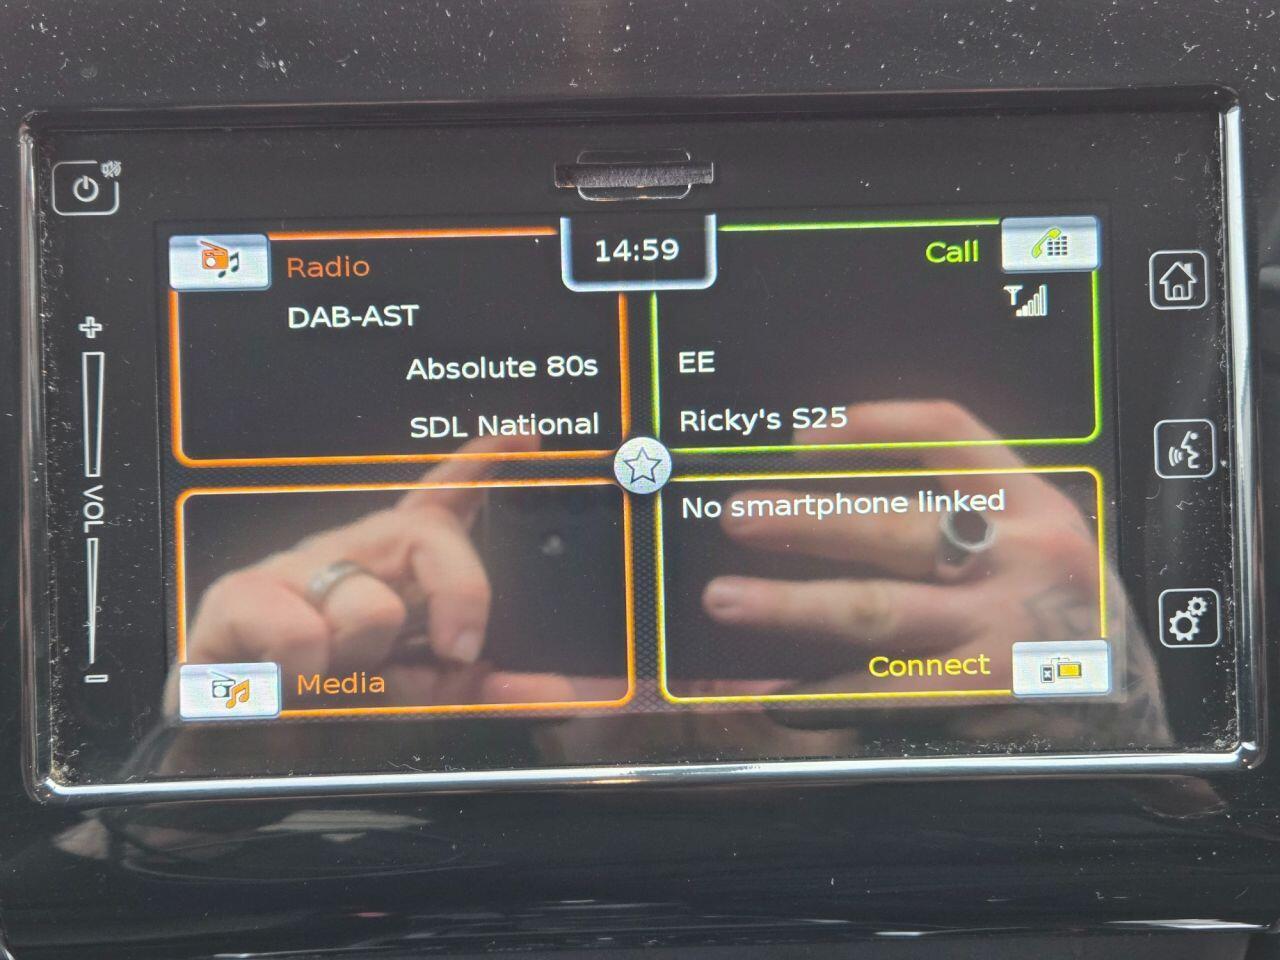 14:59
Radio
DAB-AST
Absolute 80s
SDL National
Call
EE
Ricky's S25
Media
No smartphone linked
Connect
+
VOL
-